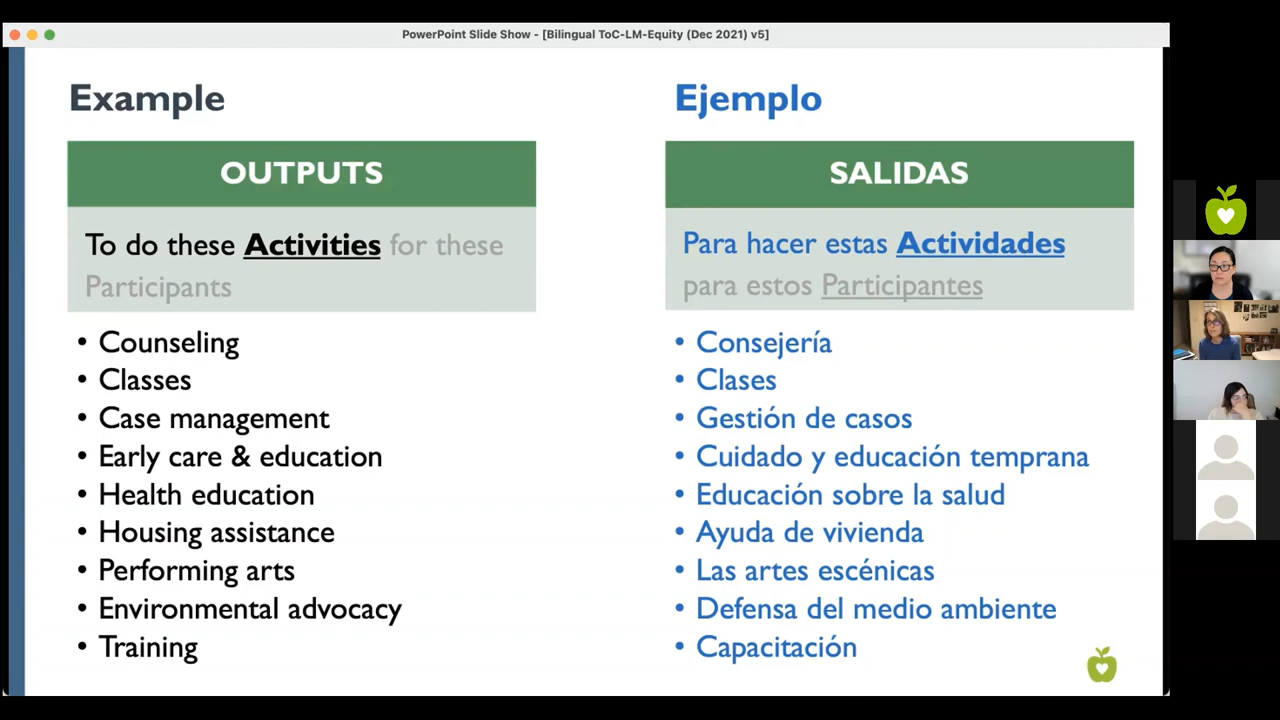 PowerPoint Slide Show - [Bilingual ToC-LM-Equity (Dec 2021) v5]
Example
OUTPUTS
To do these Activities for these
Participants
• Counseling
• Classes
• Case management
• Early care & education
• Health education
• Housing assistance
• Performing arts
• Environmental advocacy
• Training
Ejemplo
SALIDAS
Para hacer estas Actividades
para estos Participantes
• Consejería
• Clases
• Gestión de casos
• Cuidado y educación temprana
• Educación sobre la salud
• Ayuda de vivienda
• Las artes escénicas
• Defensa del medio ambiente
• Capacitación